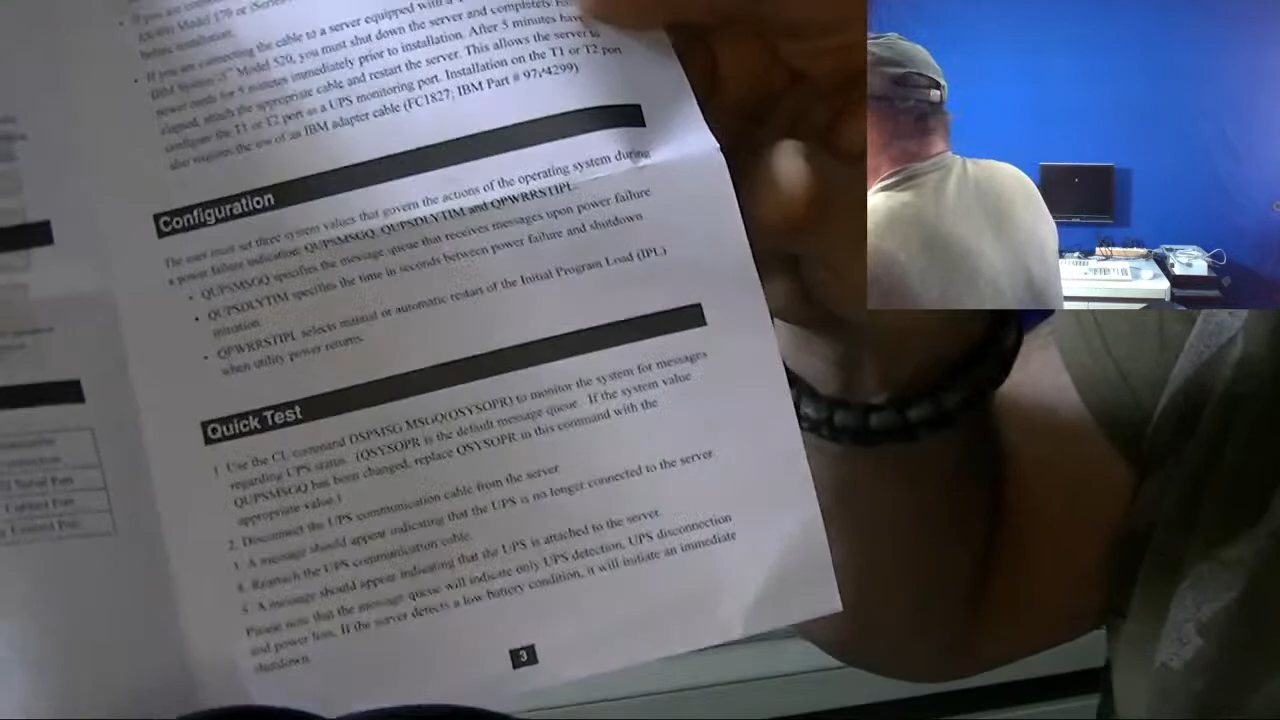 If you are
Model 570 or iSeries
before installation.
If you are connecting the cable to a server equipped with a
IBM System i Model 520, you must shut down the server and completely
power cords for 5 minutes immediately prior to installation. After 5 minutes have
elapsed, attach the appropriate cable and restart the server. This allows the server to
configure the T1 or T2 port as a UPS monitoring port. Installation on the T1 or T2 port
also requires the use of an IBM adapter cable (FC1827; IBM Part #
Configuration
The user must set three system values that govern the actions of the operating system during
a power failure indication: QUPSMSGQ, QUPSDLYTIM and QPWRRSTIPL.
• QUPSMSGQ specifies the message queue that receives messages upon power failure
• QUPSDLYTIM specifies the time in seconds between power failure and shutdown
initiation.
• QPWRRSTIPL selects manual or automatic restart of the Initial Program Load (IPL)
when utility power returns.
Quick Test
1. Use the CL command DSPMSG MSGQ(QSYSOPR) to monitor the system for messages
regarding UPS status. (QSYSOPR is the default message queue. If the system value
QUPSMSGQ has been changed, replace QSYSOPR in this command with the
appropriate value.)
2. Disconnect the UPS communication cable from the server
3. A message should appear indicating that the UPS is no longer connected to the server.
4. Reattach the UPS communication cable.
A message should appear indicating that the UPS is attached to the server.
Please note that the message queue will indicate only UPS detection, UPS disconnection
and power loss. If the server detects a low battery condition, it will initiate an immediate
shutdown.
3